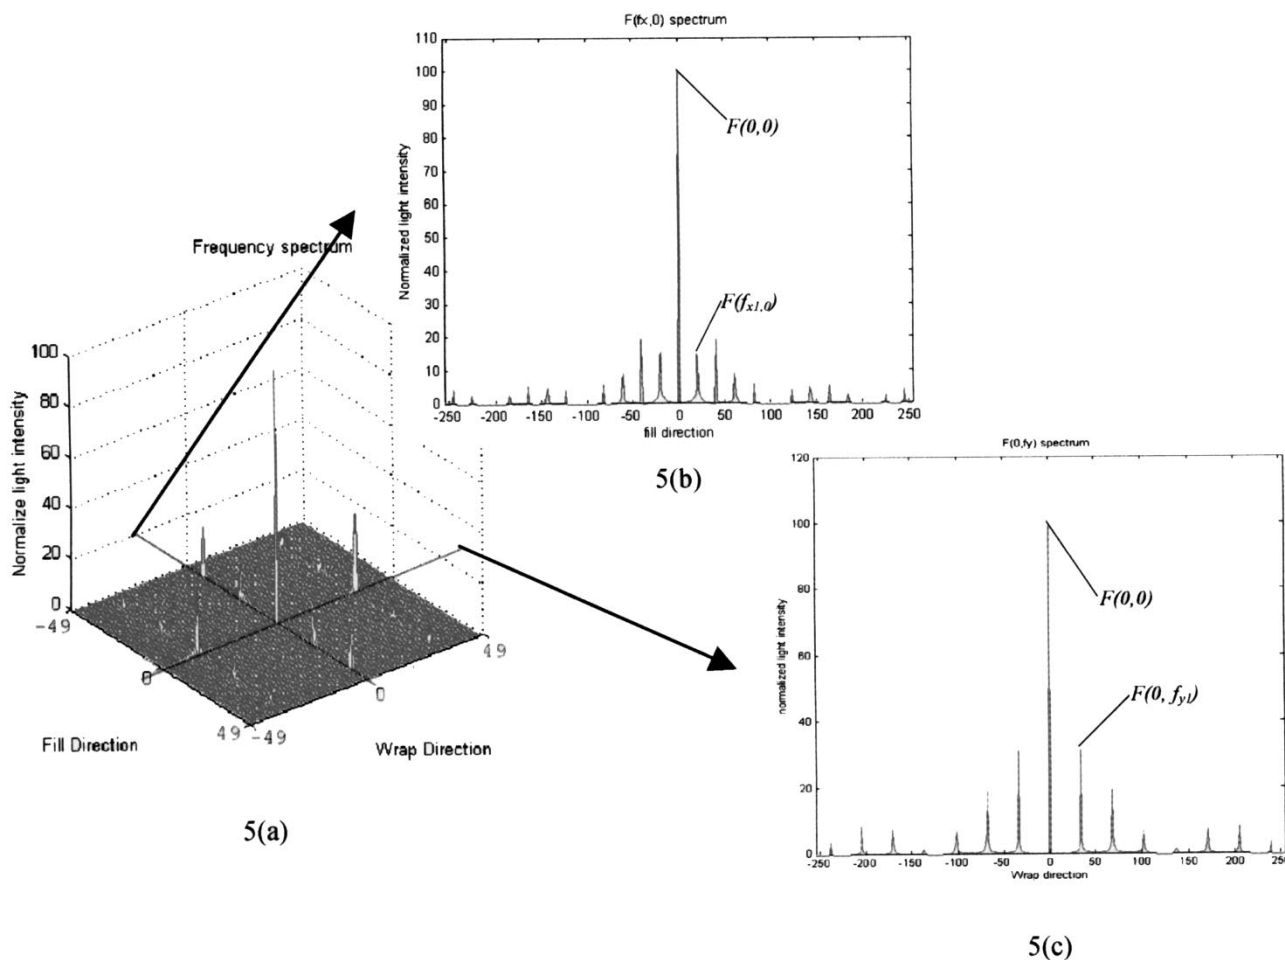 F(fx,0) spectrum
110
100
90
80
70
60
50
40
30
20
10
0
Normalized light intensity
F(0,0)
F(fx1,0)
-250 -200 -150 -100 -50 0 50 100 150 200 250
fill direction
5(b)
Frequency spectrum
100
80
60
40
20
0
Normalize light intensity
-49
0
49
-49
0
49
Fill Direction
Wrap Direction
5(a)
F(0,fy) spectrum
120
100
80
60
40
20
0
normalized light intensity
F(0,0)
F(0, fy1)
-250 -200 -150 -100 -50 0 50 100 150 200 250
Wrap direction
5(c)